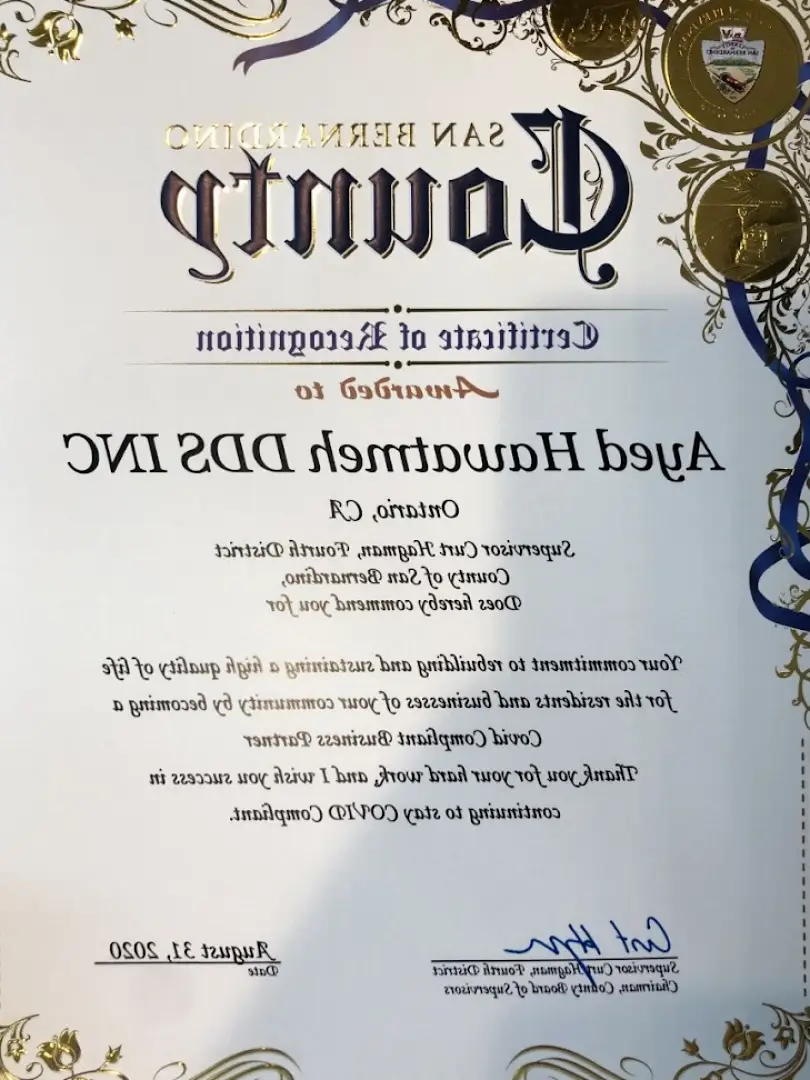 SAN BERNARDINO
County
Certificate of Recognition
Awarded to
Ayed Hawatmeh DDS INC
Ontario, CA
Supervisor Curt Hagman, Fourth District
County of San Bernardino,
Does hereby commend you for
Your commitment to rebuilding and sustaining a high quality of life
for the residents and businesses of your community by becoming a
Covid Compliant Business Partner
Thank you for your hard work, and I wish you success in
continuing to stay COVID Compliant.
Curt Hagman
Supervisor Curt Hagman, Fourth District
Chairman, County Board of Supervisors
August 31, 2020
Date